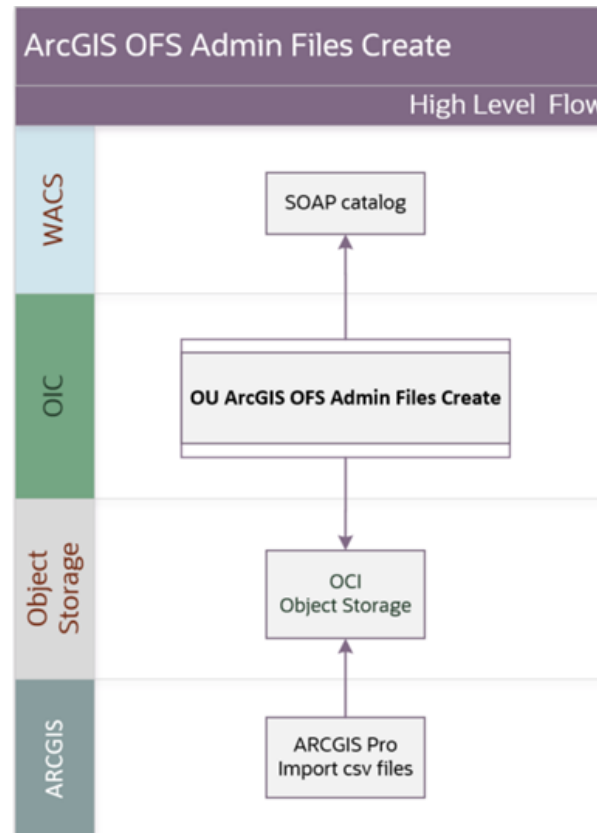 ArcGIS OFS Admin Files Create
High Level Flow
WACS
SOAP catalog
OIC
OU ArcGIS OFS Admin Files Create
Object
Storage
OCI
Object Storage
ARCGIS
ARCGIS Pro
Import csv files